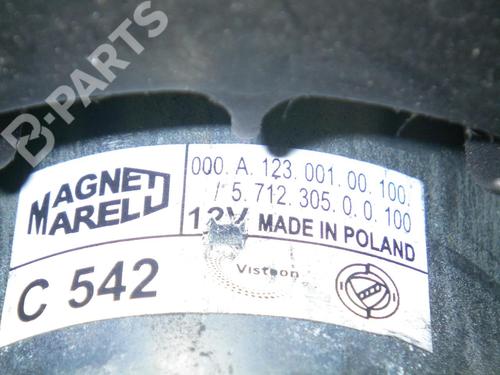 B-PARTS
MAGNETI
MARELLI
000. A. 123. 001. 00. 100.
/ 5. 712. 305. 0. 0. 100
12V MADE IN POLAND
C 542
Visteon